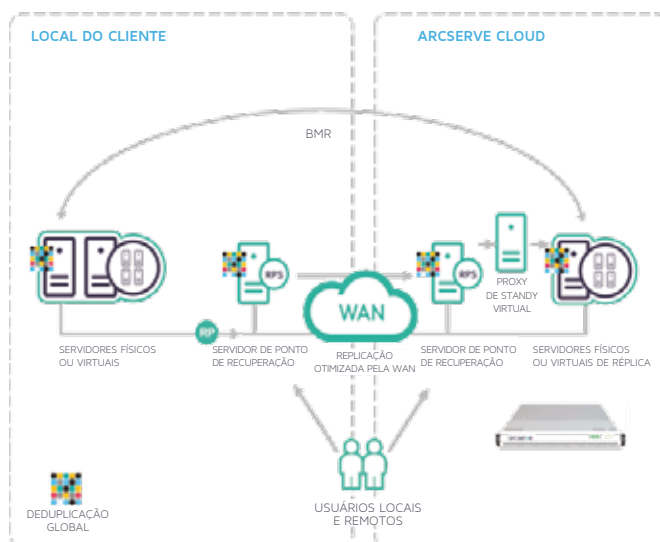 LOCAL DO CLIENTE
ARCSERVE CLOUD
BMR
RPS
RPS
PROXY
DE STANDY
VIRTUAL
WAN
RP
SERVIDORES FÍSICOS
OU VIRTUAIS
SERVIDOR DE PONTO
DE RECUPERAÇÃO
REPLICAÇÃO
OTIMIZADA PELA WAN
SERVIDOR DE PONTO
DE RECUPERAÇÃO
SERVIDORES FÍSICOS
OU VIRTUAIS DE RÉPLICA
DEDUPLICAÇÃO
GLOBAL
USUÁRIOS LOCAIS
E REMOTOS